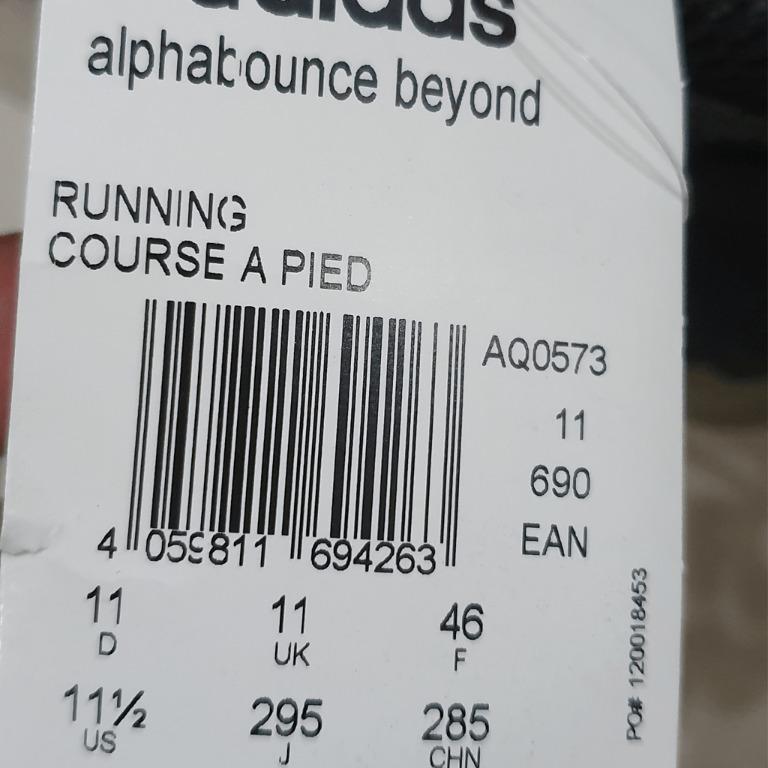 adidas
alphabounce beyond
RUNNING
COURSE A PIED
AQ0573
11
690
EAN
4 059811 694263
11 11 46
D UK F
11½ 295 285
US J CHN
PO# 120018453